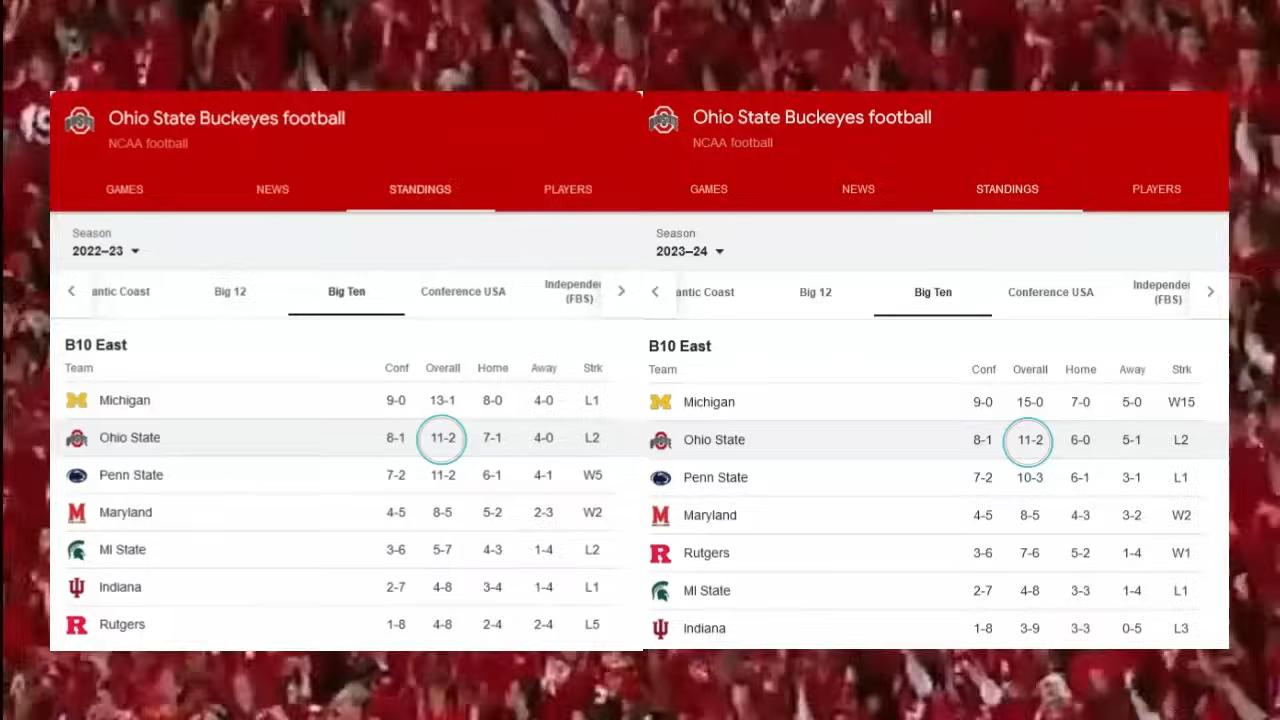 Ohio State Buckeyes football
NCAA football
GAMES NEWS STANDINGS PLAYERS
Season
2022–23
antic Coast Big 12 Big Ten Conference USA Independen (FBS)
B10 East
Team Conf Overall Home Away Strk
Michigan 9-0 13-1 8-0 4-0 L1
Ohio State 8-1 11-2 7-1 4-0 L2
Penn State 7-2 11-2 6-1 4-1 W5
Maryland 4-5 8-5 5-2 2-3 W2
MI State 3-6 5-7 4-3 1-4 L2
Indiana 2-7 4-8 3-4 1-4 L1
Rutgers 1-8 4-8 2-4 2-4 L5
Ohio State Buckeyes football
NCAA football
GAMES NEWS STANDINGS PLAYERS
Season
2023–24
antic Coast Big 12 Big Ten Conference USA Independen (FBS)
B10 East
Team Conf Overall Home Away Strk
Michigan 9-0 15-0 7-0 5-0 W15
Ohio State 8-1 11-2 6-0 5-1 L2
Penn State 7-2 10-3 6-1 3-1 L1
Maryland 4-5 8-5 4-3 3-2 W2
Rutgers 3-6 7-6 5-2 1-4 W1
MI State 2-7 4-8 3-3 1-4 L1
Indiana 1-8 3-9 3-3 0-5 L3